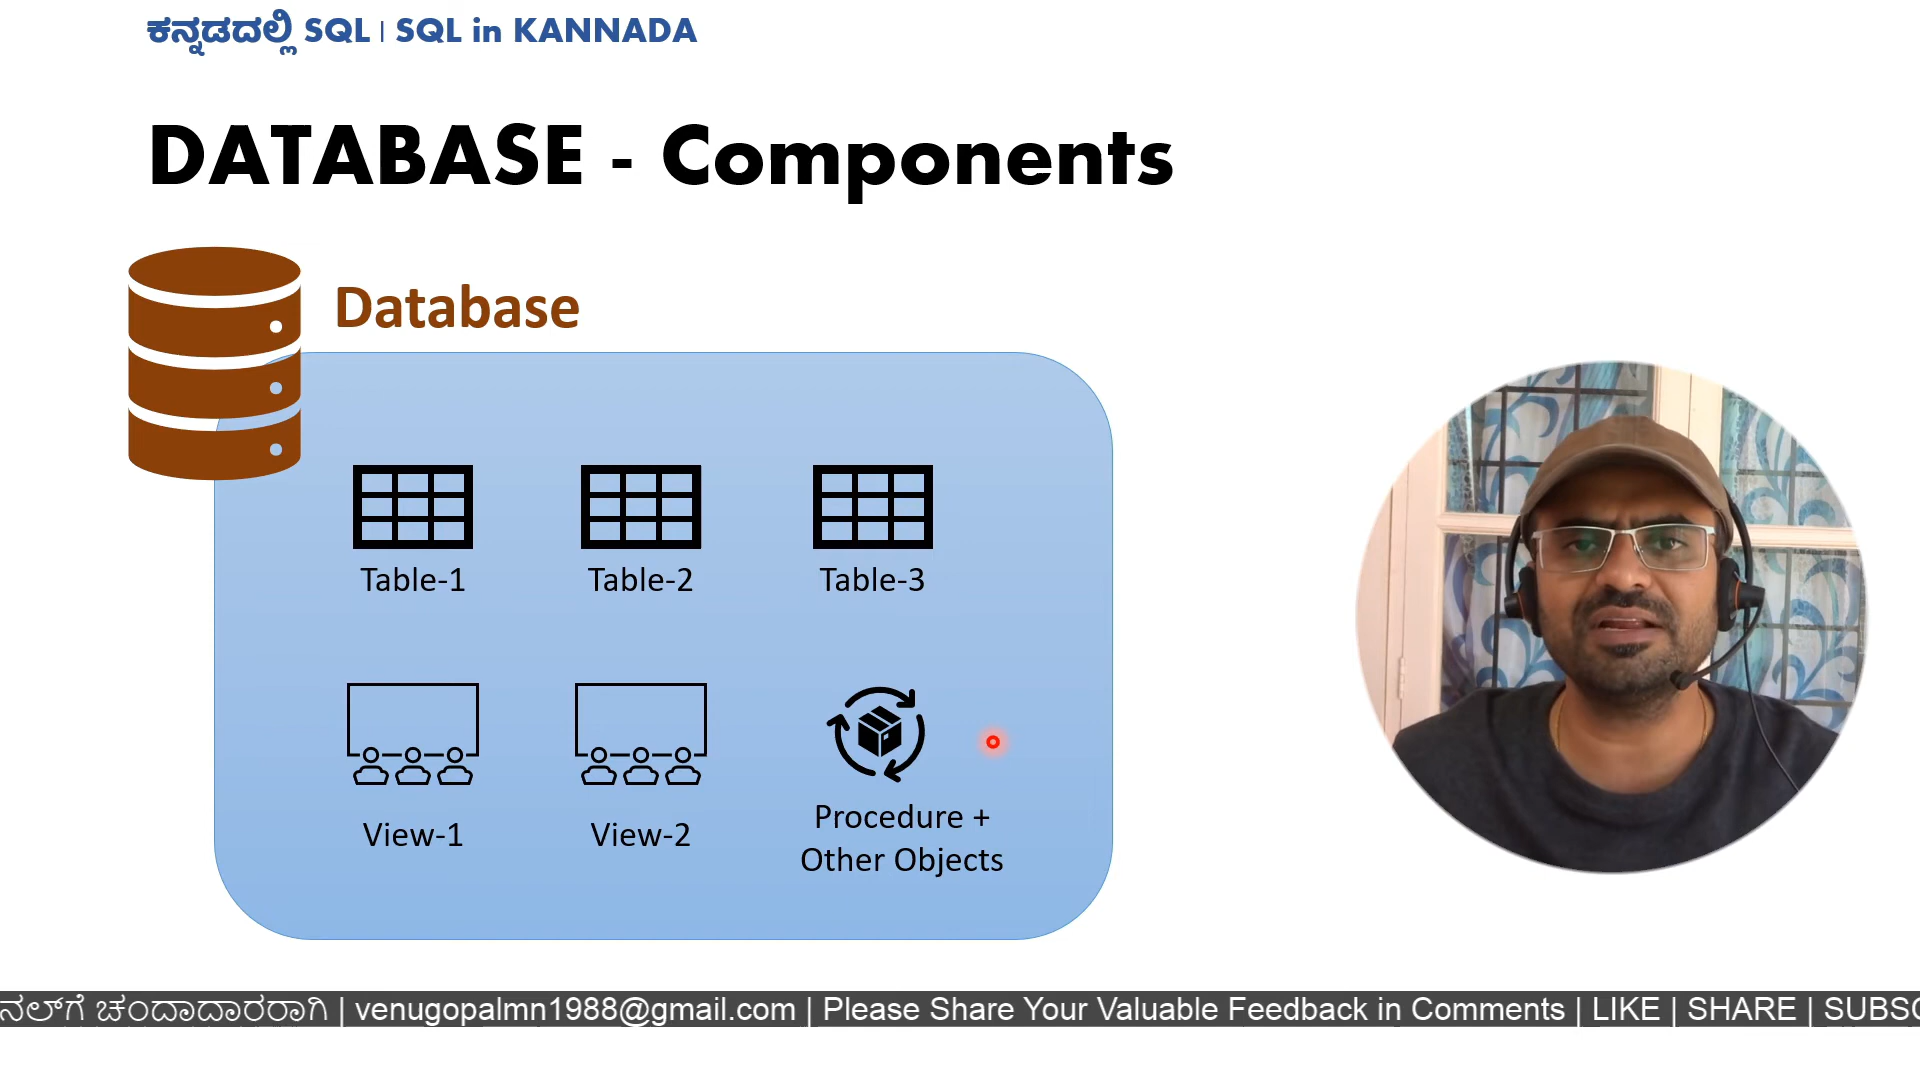 ಕನ್ನಡದಲ್ಲಿ SQL | SQL in KANNADA
DATABASE - Components
Database
Table-1 Table-2 Table-3
View-1 View-2 Procedure +
Other Objects
ನಲ್‌ಗೆ ಚಂದಾದಾರರಾಗಿ | venugopalmn1988@gmail.com | Please Share Your Valuable Feedback in Comments | LIKE | SHARE | SUBSC